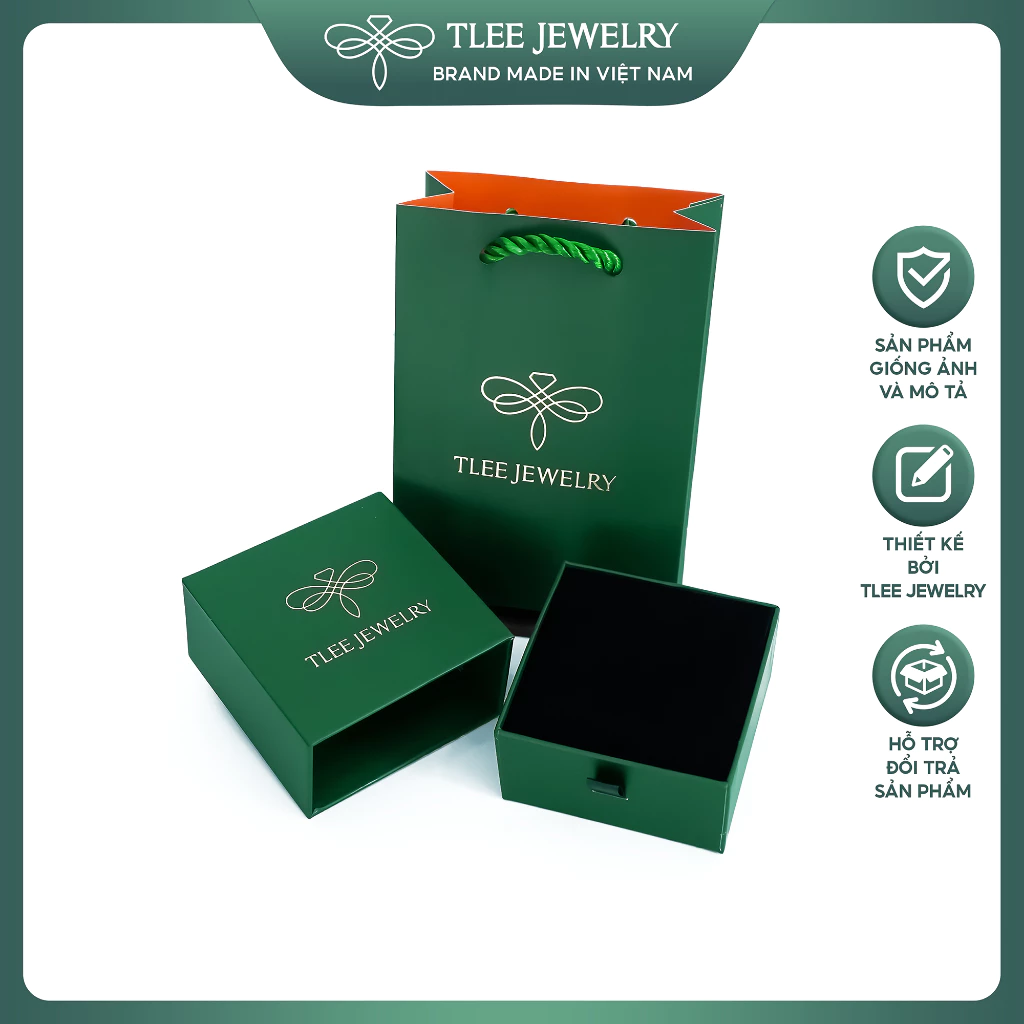 TLEE JEWELRY
BRAND MADE IN VIỆT NAM
TLEE JEWELRY
TLEE JEWELRY
SẢN PHẨM
GIỐNG ẢNH
VÀ MÔ TẢ
THIẾT KẾ
BỞI
TLEE JEWELRY
HỖ TRỢ
ĐỔI TRẢ
SẢN PHẨM